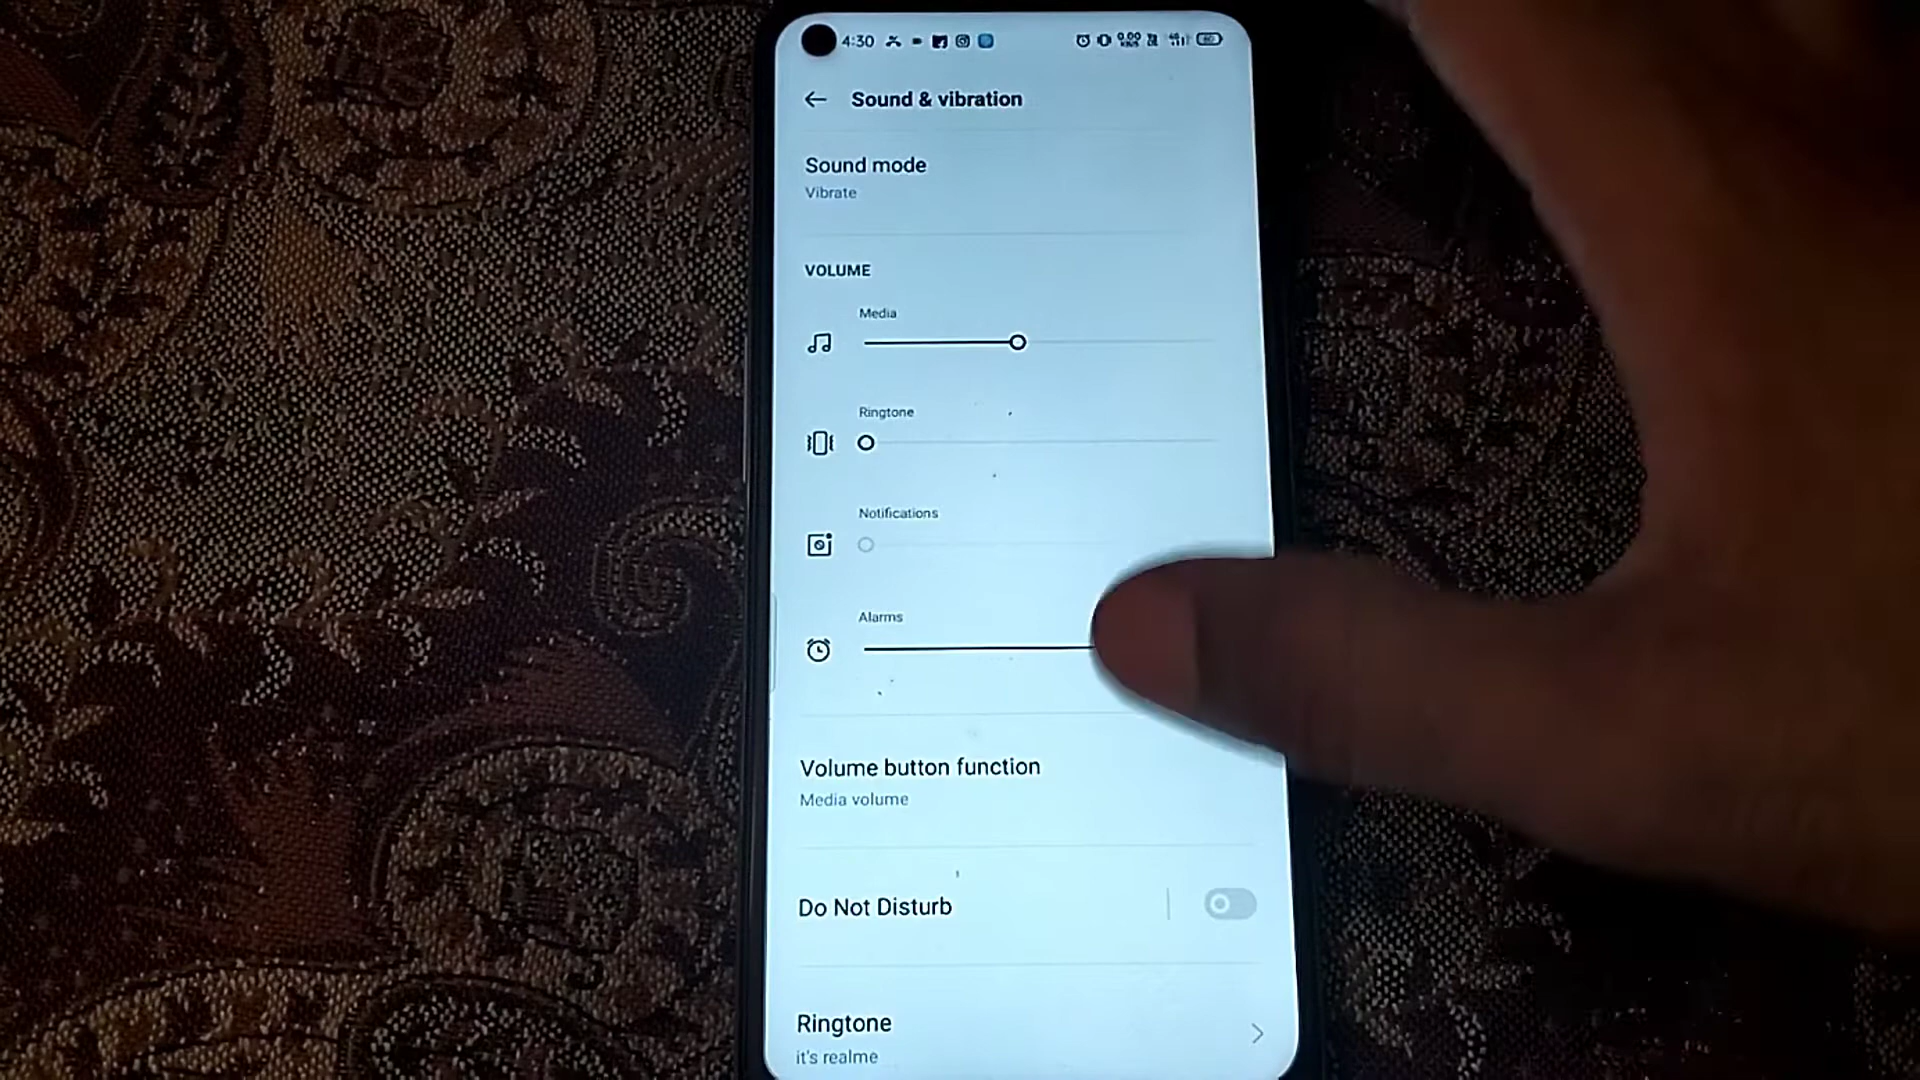 4:30
Sound & vibration
Sound mode
Vibrate
VOLUME
Media
Ringtone
Notifications
Alarms
Volume button function
Media volume
Do Not Disturb
Ringtone
it's realme